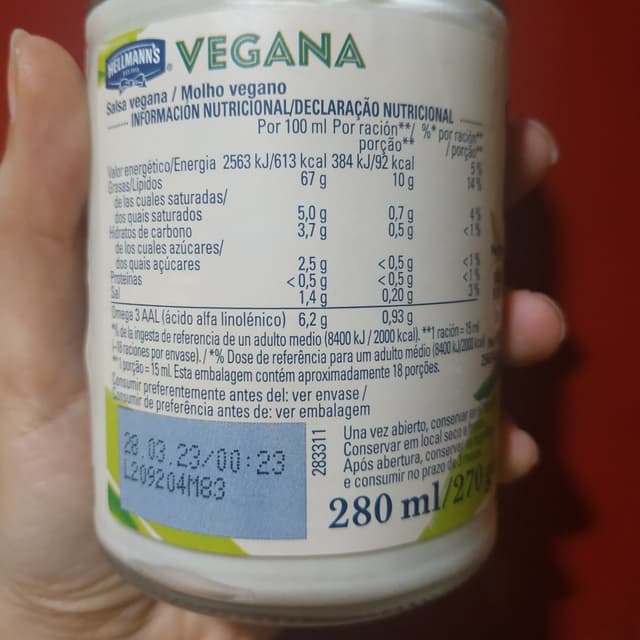 HELLMANN'S
VEGANA
Salsa vegana / Molho vegano
INFORMACIÓN NUTRICIONAL/DECLARAÇÃO NUTRICIONAL
Por 100 ml Por ración**/ %* por ración**
porção** / porção**
Valor energético/Energia 2563 kJ/613 kcal 384 kJ/92 kcal 5%
Grasas/Lípidos 67 g 10 g 14%
de las cuales saturadas/
dos quais saturados 5,0 g 0,7 g 4%
Hidratos de carbono 3,7 g 0,5 g <1%
de los cuales azúcares/
dos quais açúcares 2,5 g <0,5 g <1%
Proteínas <0,5 g <0,5 g <1%
Sal 1,4 g 0,20 g 3%
Omega 3 AAL (ácido alfa linolénico) 6,2 g 0,93 g
*% de la ingesta de referencia de un adulto medio (8400 kJ / 2000 kcal). **1 ración = 15 ml
(~18 raciones por envase). / *% Dose de referência para um adulto médio (8400 kJ/2000 kcal)
**1 porção = 15 ml. Esta embalagem contém aproximadamente 18 porções.
Consumir preferentemente antes del: ver envase /
Consumir de preferência antes de: ver embalagem
28.03.23/00:23
L209204M83
283311
Una vez abierto, conservar
Conservar em local seco
Após abertura, conservar
e consumir no prazo de
280 ml/270 g